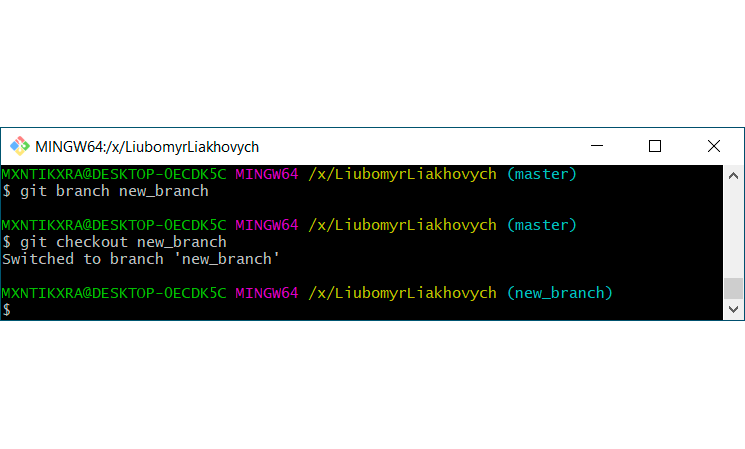 MINGW64:/x/LiubomyrLiakhovych
MXNTIKXRA@DESKTOP-0ECDK5C MINGW64 /x/LiubomyrLiakhovych (master)
$ git branch new_branch
MXNTIKXRA@DESKTOP-0ECDK5C MINGW64 /x/LiubomyrLiakhovych (master)
$ git checkout new_branch
Switched to branch 'new_branch'
MXNTIKXRA@DESKTOP-0ECDK5C MINGW64 /x/LiubomyrLiakhovych (new_branch)
$